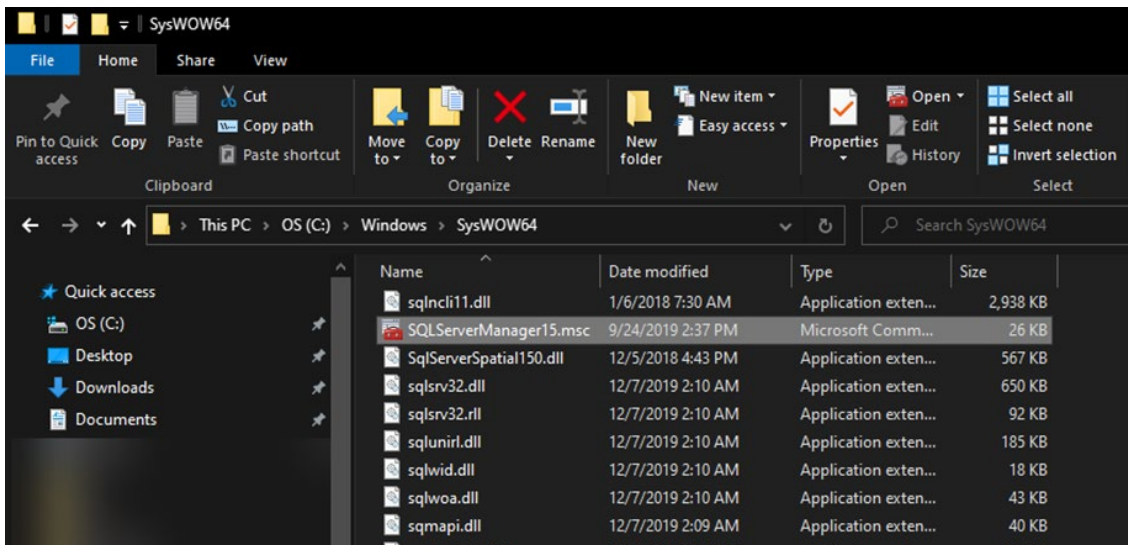 SysWOW64
File Home Share View
Pin to Quick access Copy Paste Cut Copy path Paste shortcut
Move to Copy to Delete Rename
New folder New item Easy access
Properties Open Edit History
Select all Select none Invert selection
Clipboard Organize New Open Select
This PC > OS (C:) > Windows > SysWOW64 Search SysWOW64
Quick access
OS (C:)
Desktop
Downloads
Documents
Name Date modified Type Size
sqlncli11.dll 1/6/2018 7:30 AM Application exten... 2,938 KB
SQLServerManager15.msc 9/24/2019 2:37 PM Microsoft Comm... 26 KB
SqlServerSpatial150.dll 12/5/2018 4:43 PM Application exten... 567 KB
sqlsrv32.dll 12/7/2019 2:10 AM Application exten... 650 KB
sqlsrv32.rll 12/7/2019 2:10 AM Application exten... 92 KB
sqlunirl.dll 12/7/2019 2:10 AM Application exten... 185 KB
sqlwid.dll 12/7/2019 2:10 AM Application exten... 18 KB
sqlwoa.dll 12/7/2019 2:10 AM Application exten... 43 KB
sqmapi.dll 12/7/2019 2:09 AM Application exten... 40 KB